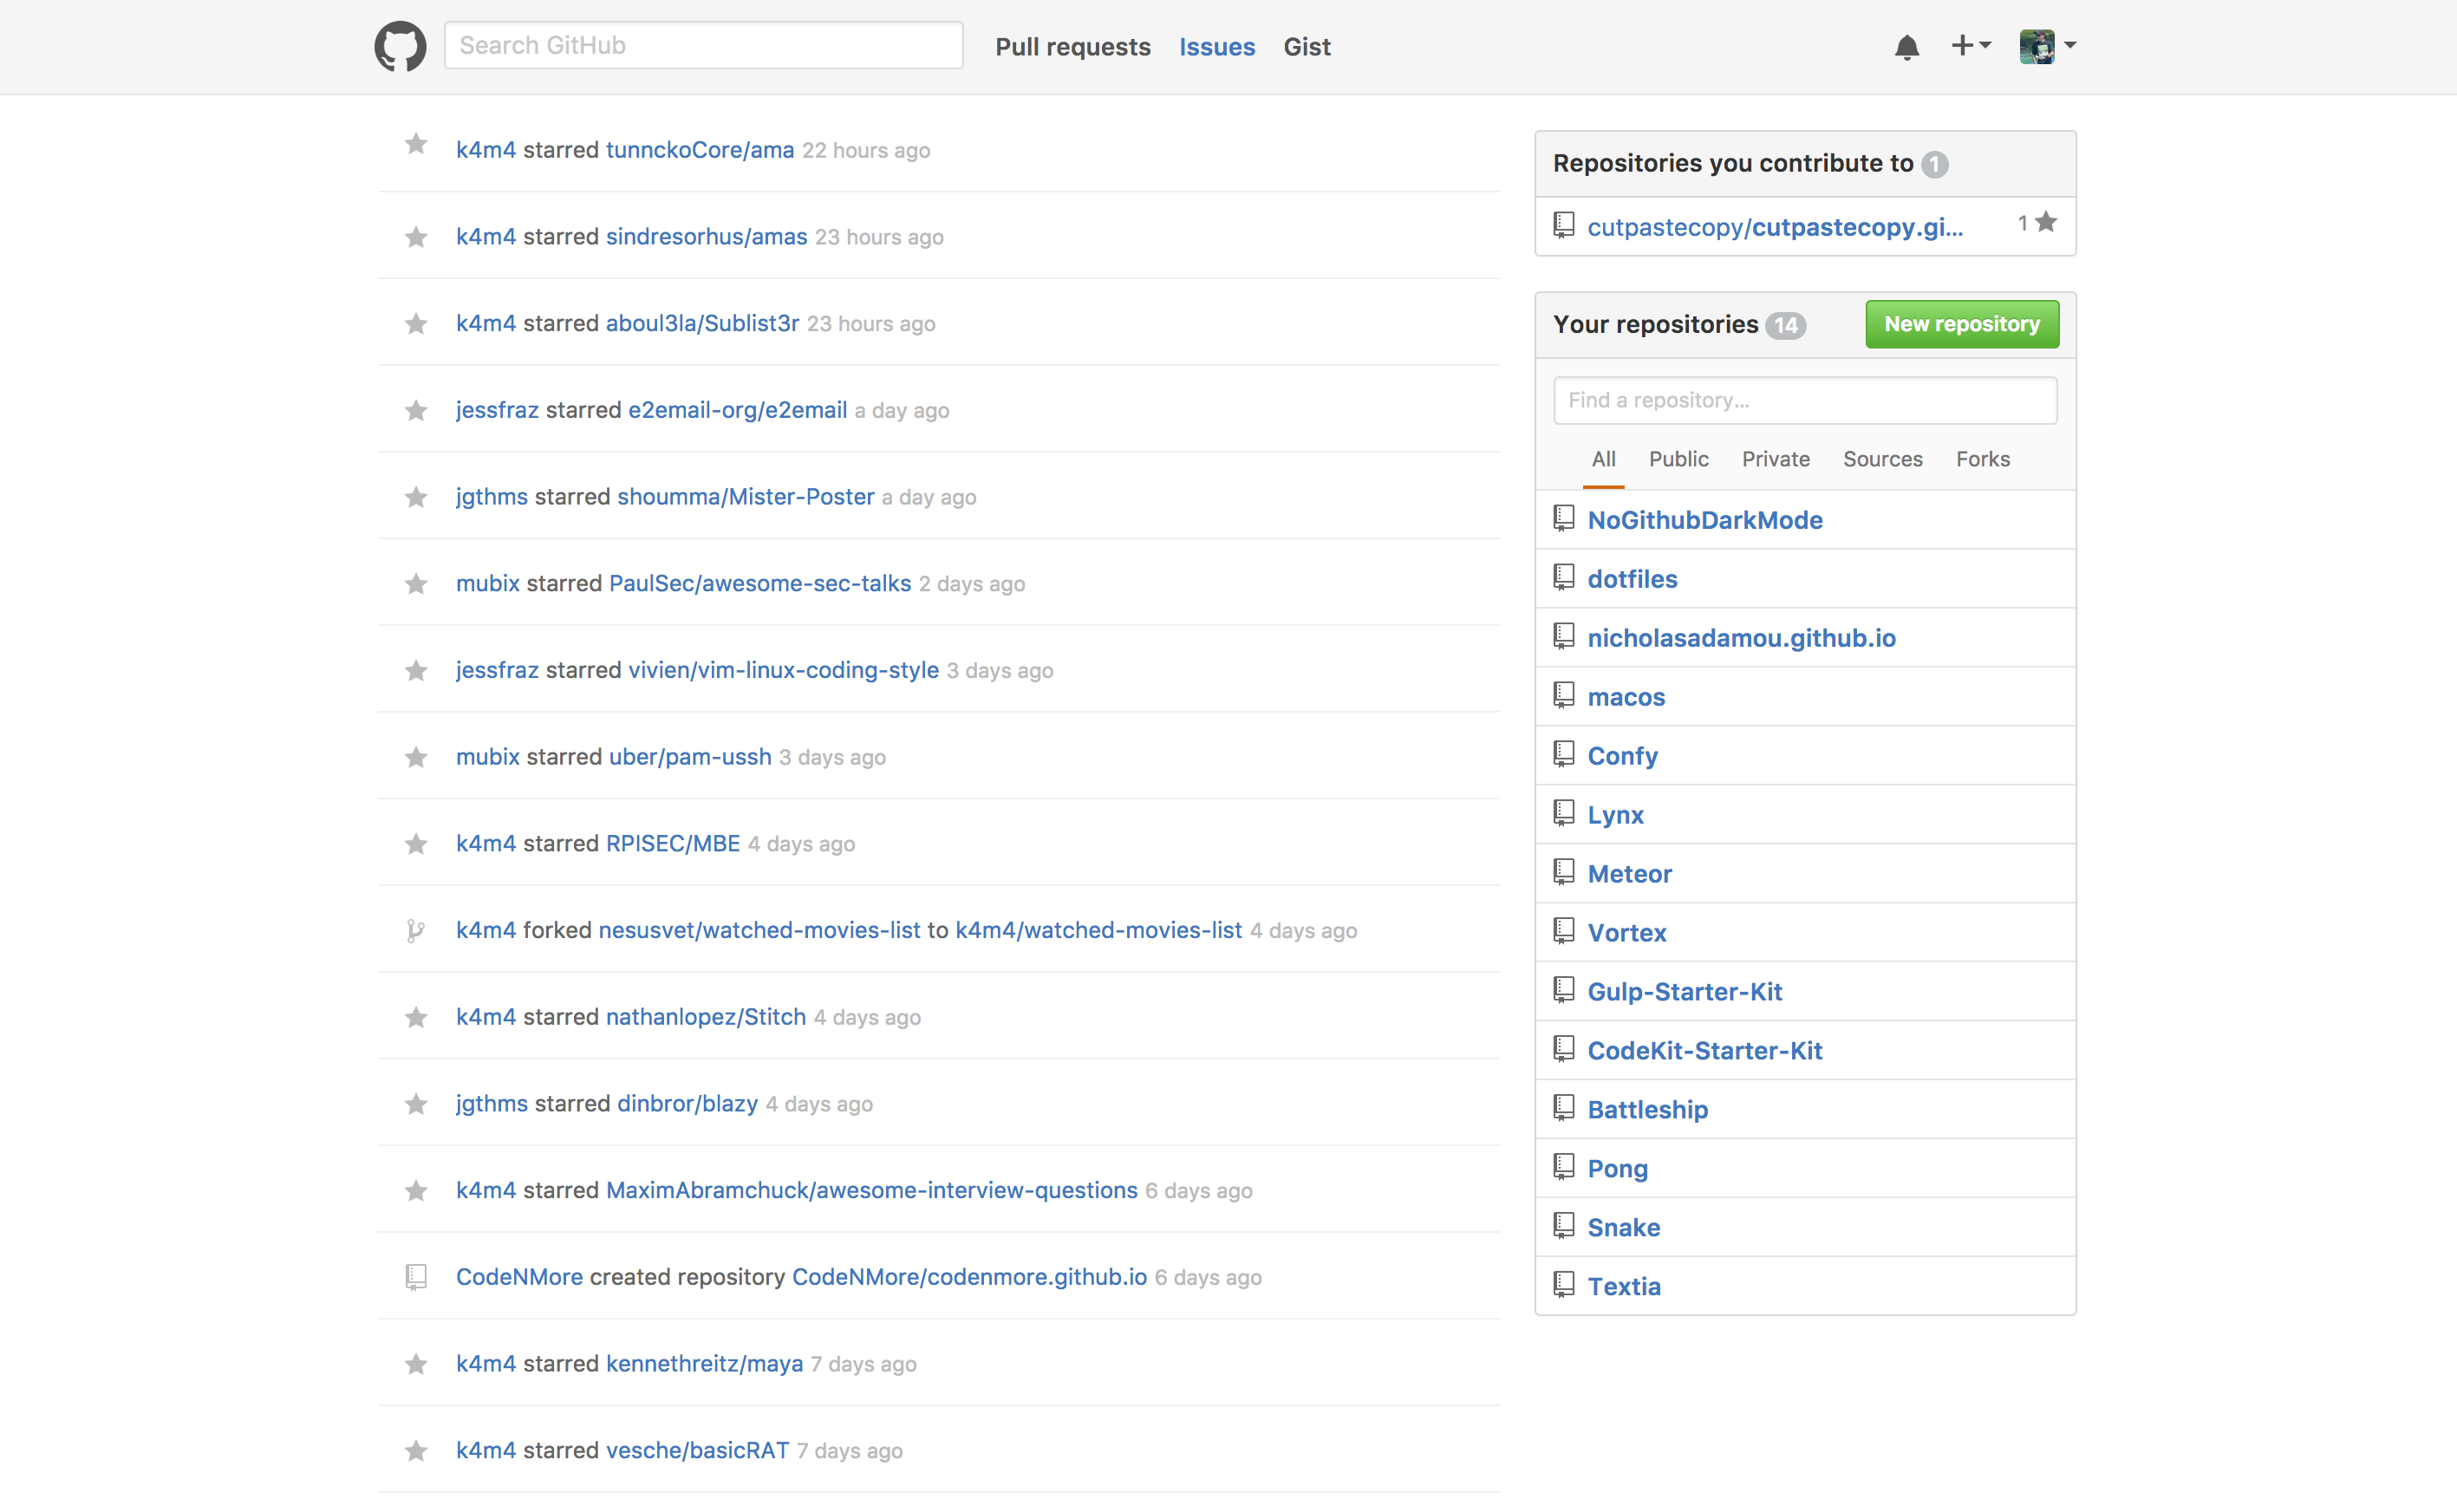 Search GitHub
Pull requests Issues Gist
k4m4 starred tunnckoCore/ama 22 hours ago
k4m4 starred sindresorhus/amas 23 hours ago
k4m4 starred aboul3la/Sublist3r 23 hours ago
jessfraz starred e2email-org/e2email a day ago
jgthms starred shoumma/Mister-Poster a day ago
mubix starred PaulSec/awesome-sec-talks 2 days ago
jessfraz starred vivien/vim-linux-coding-style 3 days ago
mubix starred uber/pam-ussh 3 days ago
k4m4 starred RPISEC/MBE 4 days ago
k4m4 forked nesusvet/watched-movies-list to k4m4/watched-movies-list 4 days ago
k4m4 starred nathanlopez/Stitch 4 days ago
jgthms starred dinbror/blazy 4 days ago
k4m4 starred MaximAbramchuck/awesome-interview-questions 6 days ago
CodeNMore created repository CodeNMore/codenmore.github.io 6 days ago
k4m4 starred kennethreitz/maya 7 days ago
k4m4 starred vesche/basicRAT 7 days ago
Repositories you contribute to 1
cutpastecopy/cutpastecopy.gi... 1
Your repositories 14
New repository
Find a repository...
All Public Private Sources Forks
NoGithubDarkMode
dotfiles
nicholasadamou.github.io
macos
Confy
Lynx
Meteor
Vortex
Gulp-Starter-Kit
CodeKit-Starter-Kit
Battleship
Pong
Snake
Textia